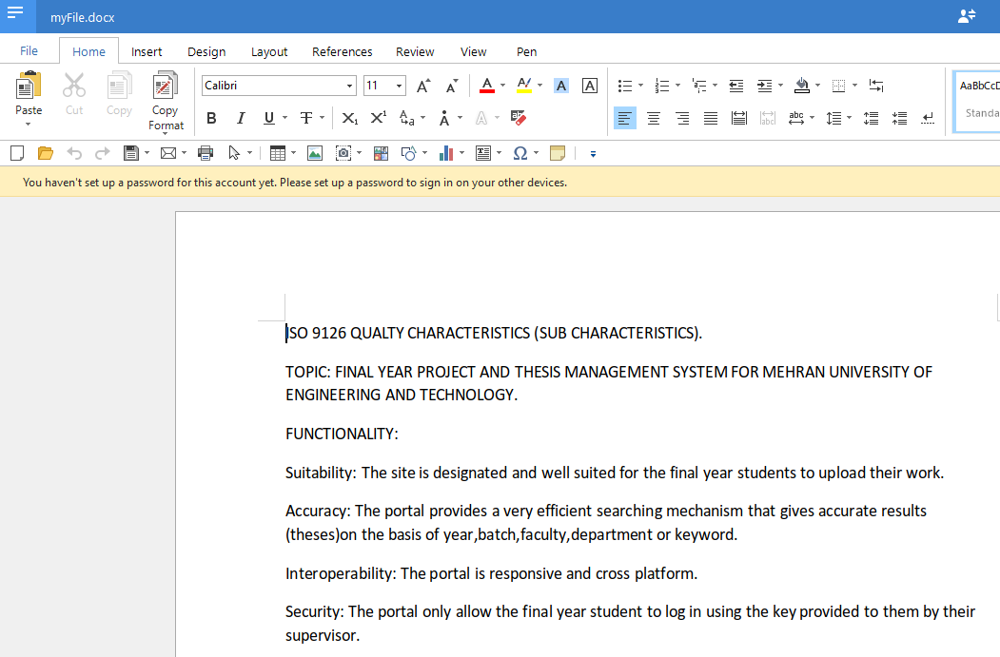 myFile.docx
File Home Insert Design Layout References Review View Pen
Calibri 11 AaBbCcD
Paste Cut Copy Copy Format Standa
You haven't set up a password for this account yet. Please set up a password to sign in on your other devices.
ISO 9126 QUALTY CHARACTERISTICS (SUB CHARACTERISTICS).
TOPIC: FINAL YEAR PROJECT AND THESIS MANAGEMENT SYSTEM FOR MEHRAN UNIVERSITY OF
ENGINEERING AND TECHNOLOGY.
FUNCTIONALITY:
Suitability: The site is designated and well suited for the final year students to upload their work.
Accuracy: The portal provides a very efficient searching mechanism that gives accurate results
(theses)on the basis of year,batch,faculty,department or keyword.
Interoperability: The portal is responsive and cross platform.
Security: The portal only allow the final year student to log in using the key provided to them by their
supervisor.